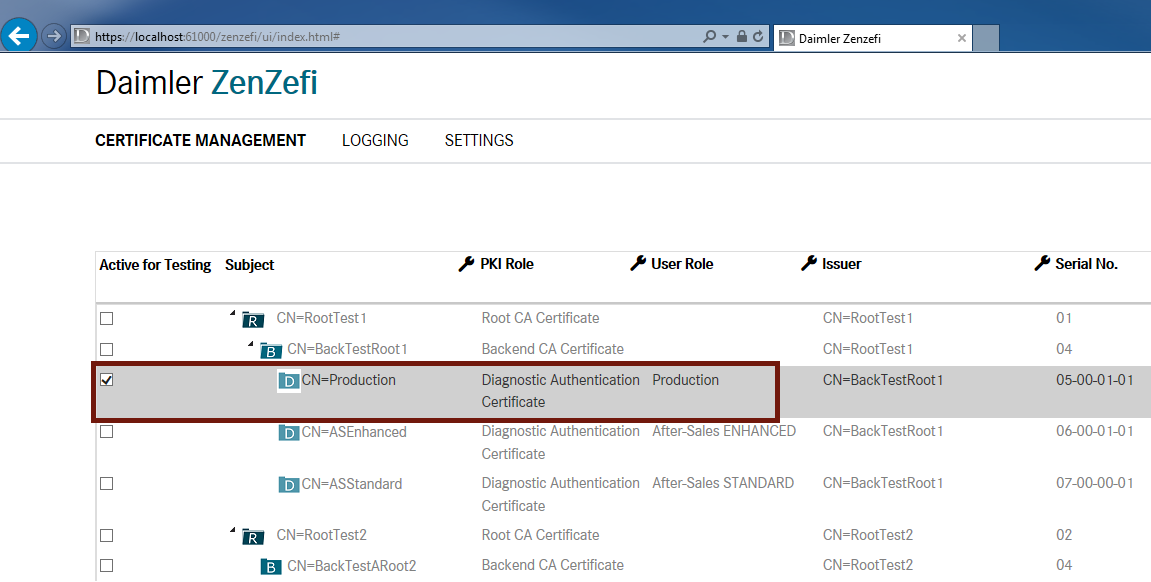 https://localhost:61000/zenzefi/ui/index.html#
Daimler Zenzefi
Daimler ZenZefi
CERTIFICATE MANAGEMENT LOGGING SETTINGS
Active for Testing Subject PKI Role User Role Issuer Serial No.
R CN=RootTest1 Root CA Certificate CN=RootTest1 01
B CN=BackTestRoot1 Backend CA Certificate CN=RootTest1 04
D CN=Production Diagnostic Authentication Production CN=BackTestRoot1 05-00-01-01
Certificate
D CN=ASEnhanced Diagnostic Authentication After-Sales ENHANCED CN=BackTestRoot1 06-00-01-01
Certificate
D CN=ASStandard Diagnostic Authentication After-Sales STANDARD CN=BackTestRoot1 07-00-00-01
Certificate
R CN=RootTest2 Root CA Certificate CN=RootTest2 02
B CN=BackTestARoot2 Backend CA Certificate CN=RootTest2 04